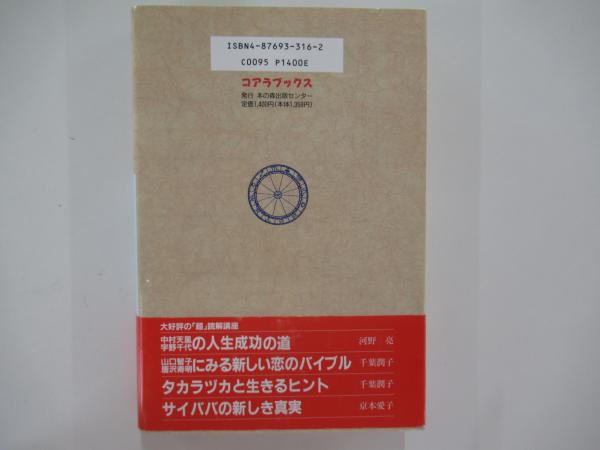 ISBN4-87693-316-2
C0095 P1400E
コアラブックス
発行 本の森出版センター
定価1,400円(本体1,359円)
大好評の「超」読解講座
中村天風
宇野千代の人生成功の道 河野 亮
山口智子
唐沢寿明にみる新しい恋のバイブル 千葉潤子
タカラヅカと生きるヒント 千葉潤子
サイババの新しき真実 京本愛子